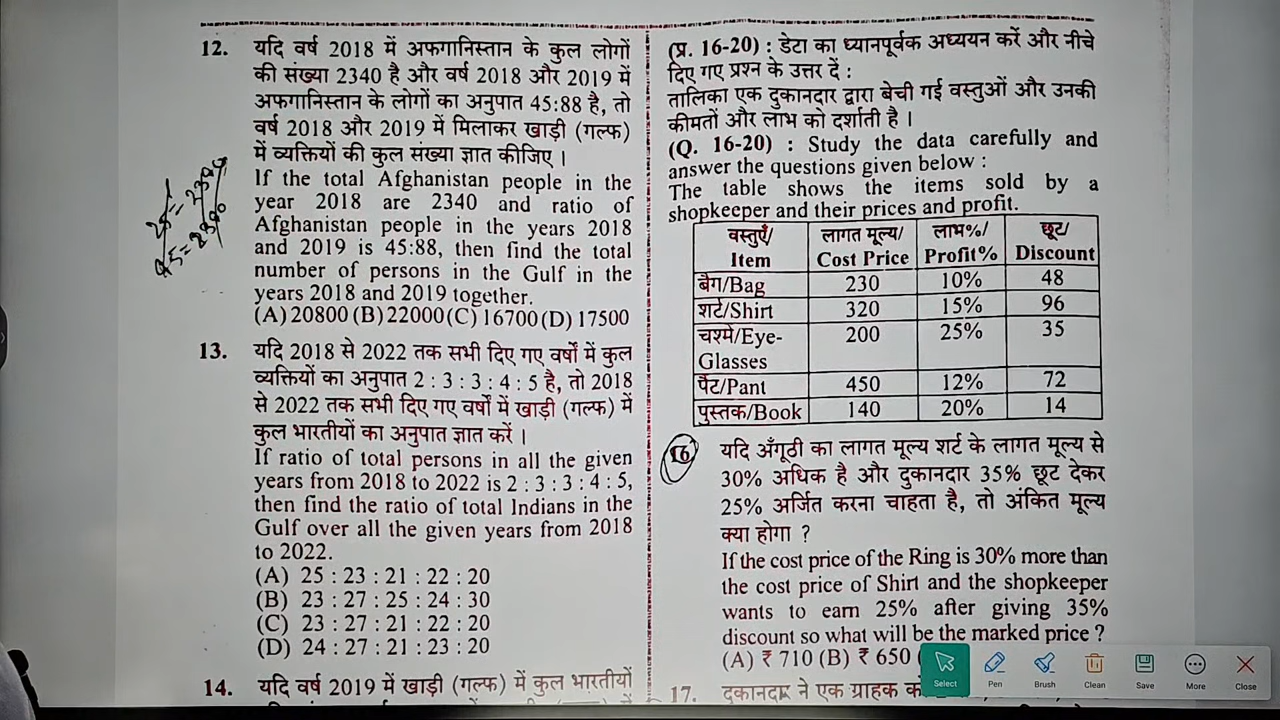 12. यदि वर्ष 2018 में अफगानिस्तान के कुल लोगों
की संख्या 2340 है और वर्ष 2018 और 2019 में
अफगानिस्तान के लोगों का अनुपात 45:88 है, तो
वर्ष 2018 और 2019 में मिलाकर खाड़ी (गल्फ)
में व्यक्तियों की कुल संख्या ज्ञात कीजिए ।
If the total Afghanistan people in the
year 2018 are 2340 and ratio of
Afghanistan people in the years 2018
and 2019 is 45:88, then find the total
number of persons in the Gulf in the
years 2018 and 2019 together.
(A) 20800 (B) 22000 (C) 16700 (D) 17500
13. यदि 2018 से 2022 तक सभी दिए गए वर्षों में कुल
व्यक्तियों का अनुपात 2 : 3 : 3 : 4 : 5 है, तो 2018
से 2022 तक सभी दिए गए वर्षों में खाड़ी (गल्फ) में
कुल भारतीयों का अनुपात ज्ञात करें ।
If ratio of total persons in all the given
years from 2018 to 2022 is 2 : 3 : 3 : 4 : 5,
then find the ratio of total Indians in the
Gulf over all the given years from 2018
to 2022.
(A) 25 : 23 : 21 : 22 : 20
(B) 23 : 27 : 25 : 24 : 30
(C) 23 : 27 : 21 : 22 : 20
(D) 24 : 27 : 21 : 23 : 20
14. यदि वर्ष 2019 में खाड़ी (गल्फ) में कुल भारतीयों
(प्र. 16-20) : डेटा का ध्यानपूर्वक अध्ययन करें और नीचे
दिए गए प्रश्न के उत्तर दें :
तालिका एक दुकानदार द्वारा बेची गई वस्तुओं और उनकी
कीमतों और लाभ को दर्शाती है ।
(Q. 16-20) : Study the data carefully and
answer the questions given below :
The table shows the items sold by a
shopkeeper and their prices and profit.
वस्तुएँ/ लागत मूल्य/ लाभ%/ छूट/
Item Cost Price Profit% Discount
बैग/Bag 230 10% 48
शर्ट/Shirt 320 15% 96
चश्मे/Eye- 200 25% 35
Glasses
पैंट/Pant 450 12% 72
पुस्तक/Book 140 20% 14
16 यदि अँगूठी का लागत मूल्य शर्ट के लागत मूल्य से
30% अधिक है और दुकानदार 35% छूट देकर
25% अर्जित करना चाहता है, तो अंकित मूल्य
क्या होगा ?
If the cost price of the Ring is 30% more than
the cost price of Shirt and the shopkeeper
wants to earn 25% after giving 35%
discount so what will be the marked price ?
(A) ₹ 710 (B) ₹ 650 (
17. दुकानदार ने एक ग्राहक को
Select Pen Brush Clean Save More Close